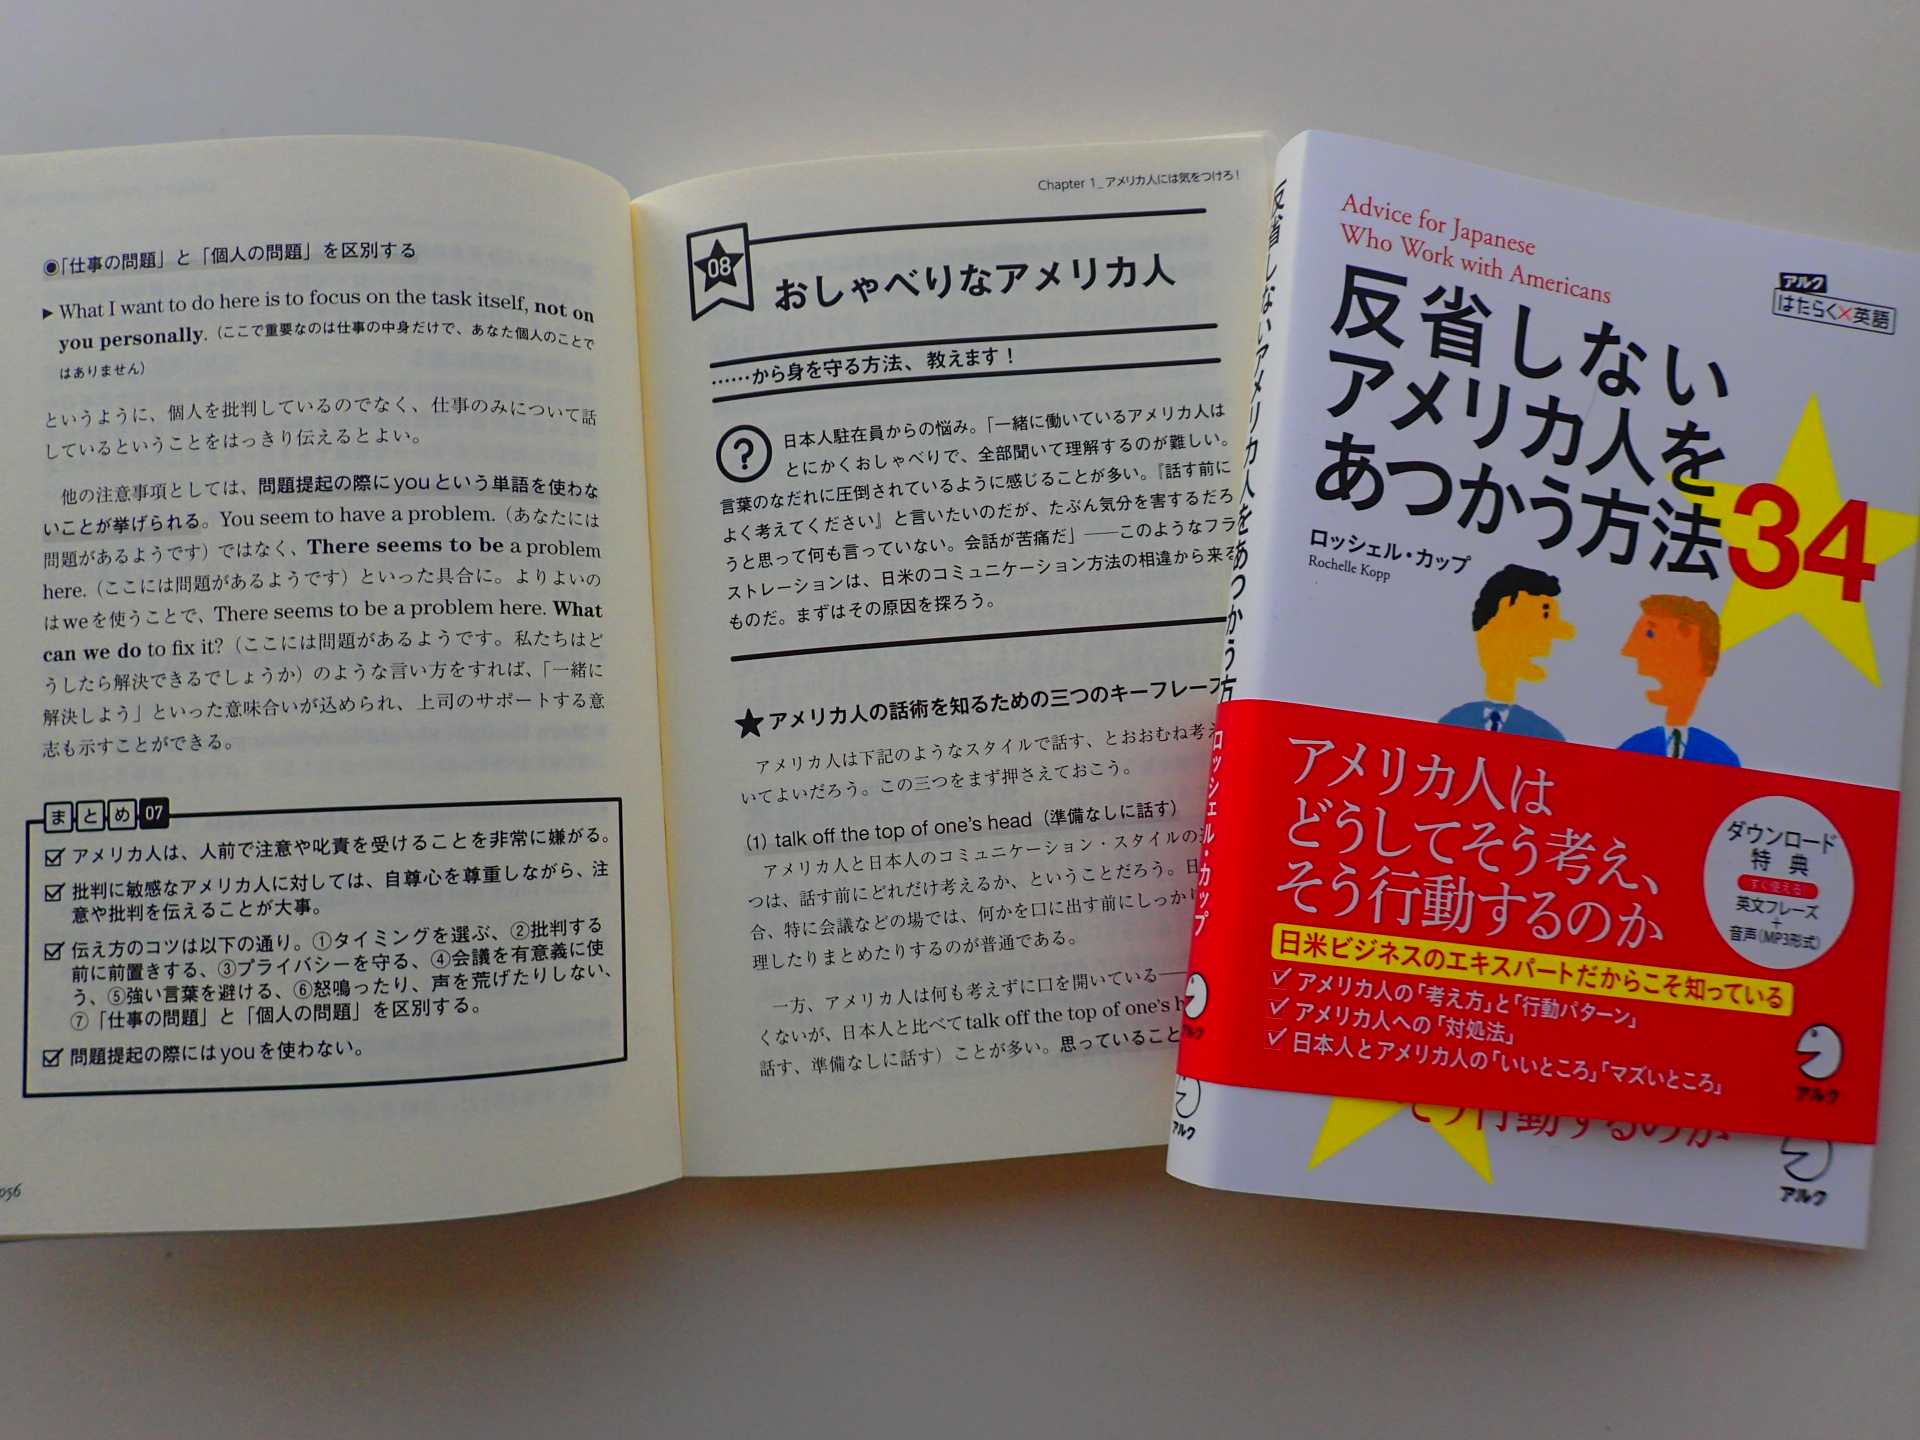 ◉「仕事の問題」と「個人の問題」を区別する
▶ What I want to do here is to focus on the task itself, not on
you personally.（ここで重要なのは仕事の中身だけで、あなた個人のことで
はありません）
というように、個人を批判しているのでなく、仕事のみについて話
しているということをはっきり伝えるとよい。
他の注意事項としては、問題提起の際にyouという単語を使わな
いことが挙げられる。You seem to have a problem.（あなたには
問題があるようです）ではなく、There seems to be a problem
here.（ここには問題があるようです）といった具合に。よりよいの
はweを使うことで、There seems to be a problem here. What
can we do to fix it?（ここには問題があるようです。私たちはど
うしたら解決できるでしょうか）のような言い方をすれば、「一緒に
解決しよう」といった意味合いが込められ、上司のサポートする意
志も示すことができる。
まとめ 07
アメリカ人は、人前で注意や叱責を受けることを非常に嫌がる。
批判に敏感なアメリカ人に対しては、自尊心を尊重しながら、注
意や批判を伝えることが大事。
伝え方のコツは以下の通り。①タイミングを選ぶ、②批判する
前に前置きする、③プライバシーを守る、④会議を有意義に使
う、⑤強い言葉を避ける、⑥怒鳴ったり、声を荒げたりしない、
⑦「仕事の問題」と「個人の問題」を区別する。
問題提起の際にはyouを使わない。
056
Chapter 1_アメリカ人には気をつけろ！
08
おしゃべりなアメリカ人
……から身を守る方法、教えます！
? 日本人駐在員からの悩み。「一緒に働いているアメリカ人は
とにかくおしゃべりで、全部聞いて理解するのが難しい。
言葉のなだれに圧倒されているように感じることが多い。『話す前に
よく考えてください』と言いたいのだが、たぶん気分を害するだろ
うと思って何も言っていない。会話が苦痛だ」――このようなフラ
ストレーションは、日米のコミュニケーション方法の相違から来る
ものだ。まずはその原因を探ろう。
★アメリカ人の話術を知るための三つのキーフレーズ
アメリカ人は下記のようなスタイルで話す、とおおむね考え
いてよいだろう。この三つをまず押さえておこう。
(1) talk off the top of one's head（準備なしに話す）
アメリカ人と日本人のコミュニケーション・スタイルの
つは、話す前にどれだけ考えるか、ということだろう。日
合、特に会議などの場では、何かを口に出す前にしっかり
理したりまとめたりするのが普通である。
一方、アメリカ人は何も考えずに口を開いている
くないが、日本人と比べてtalk off the top of one's
話す、準備なしに話す）ことが多い。思っていること
反省しないアメリカ人をあつかう方
ロッシェル・カップ
アルク
アルク
Advice for Japanese
Who Work with Americans
アルク
はたらく×英語
反省しない
アメリカ人を
あつかう方法34
ロッシェル・カップ
Rochelle Kopp
アメリカ人は
どうしてそう考え、
そう行動するのか
ダウンロード
特典
すぐ使える!
英文フレーズ
+
音声（MP3形式）
日米ビジネスのエキスパートだからこそ知っている
アメリカ人の「考え方」と「行動パターン」
アメリカ人への「対処法」
日本人とアメリカ人の「いいところ」「マズいところ」
アルク
そう行動するのか
アルク